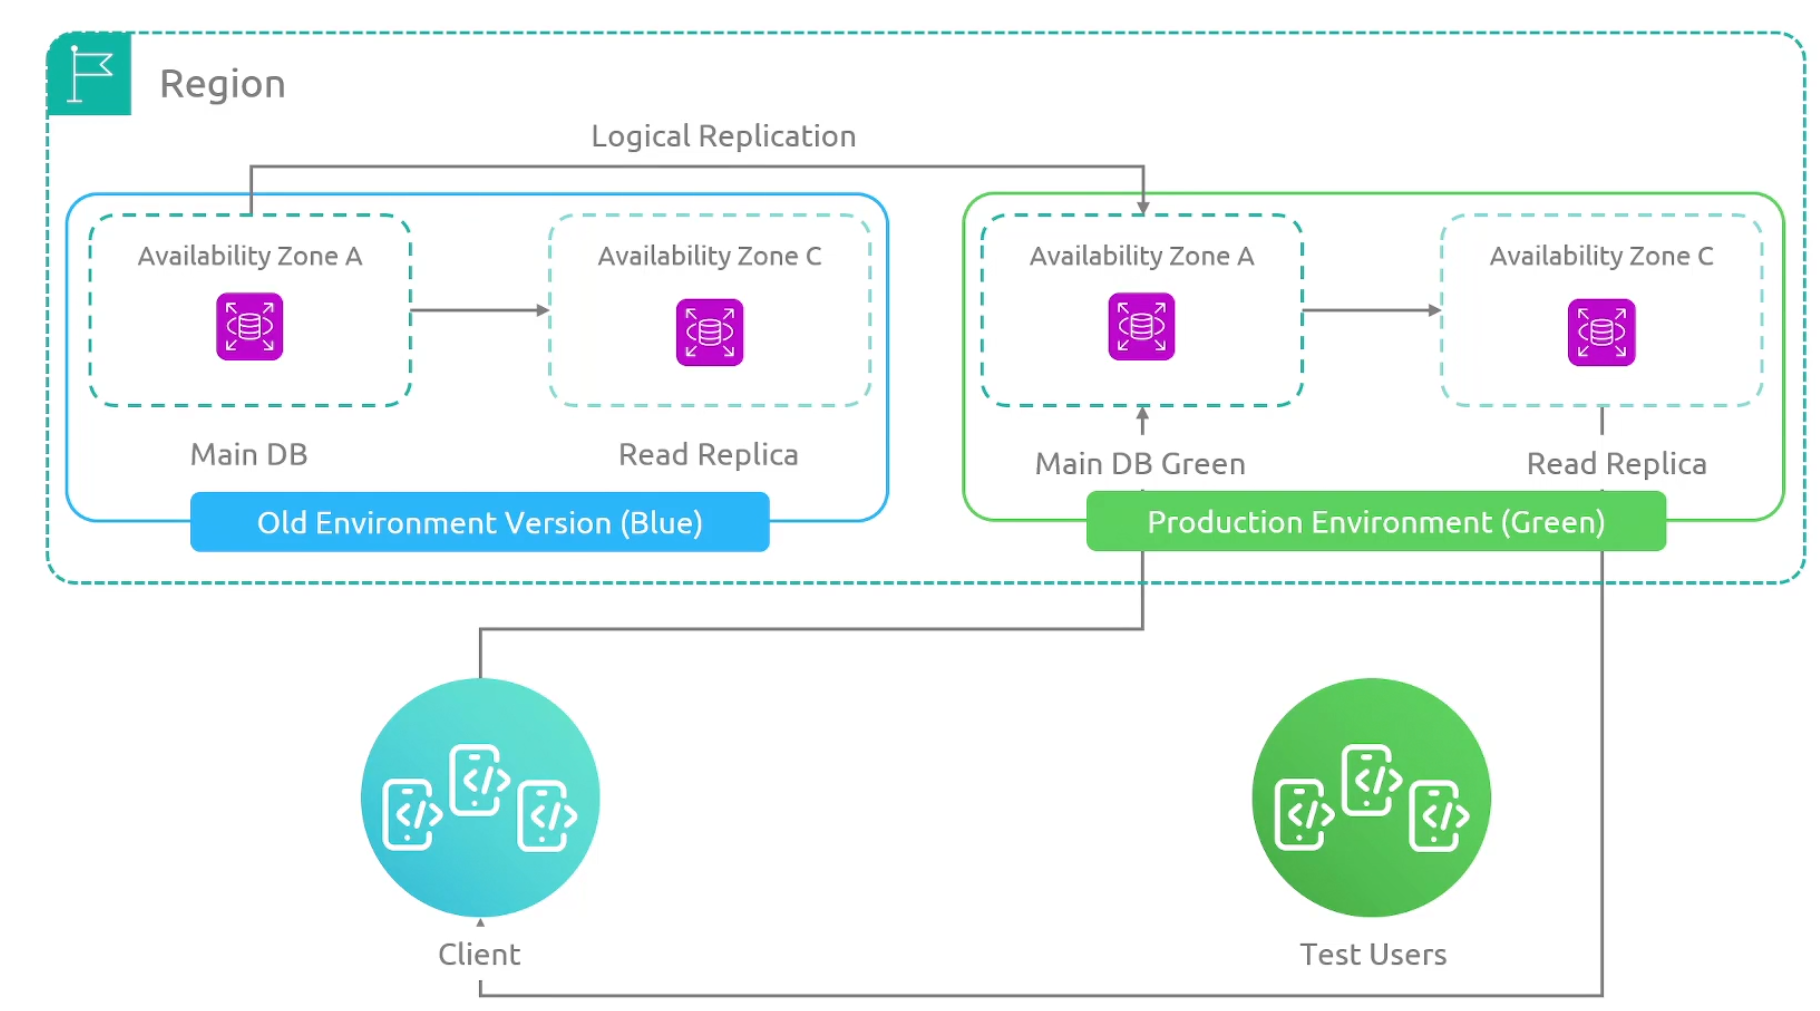 Region
Logical Replication
Availability Zone A
Availability Zone C
Main DB
Read Replica
Old Environment Version (Blue)
Availability Zone A
Availability Zone C
Main DB Green
Read Replica
Production Environment (Green)
Client
Test Users